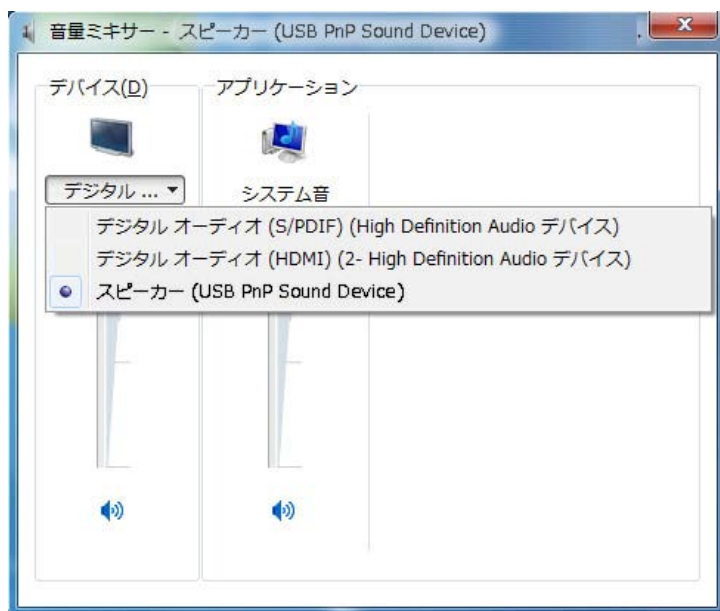 音量ミキサー - スピーカー (USB PnP Sound Device)
デバイス(D)
アプリケーション
デジタル ...
システム音
デジタル オーディオ (S/PDIF) (High Definition Audio デバイス)
デジタル オーディオ (HDMI) (2- High Definition Audio デバイス)
スピーカー (USB PnP Sound Device)